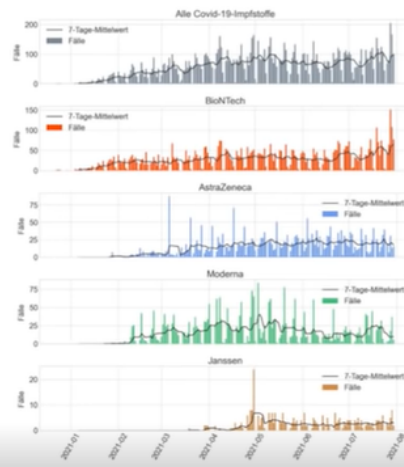 Alle Covid-19-Impfstoffe
200
100
0
Fälle
7-Tage-Mittelwert
Fälle
BioNTech
150
100
50
0
Fälle
7-Tage-Mittelwert
Fälle
AstraZeneca
75
50
25
0
Fälle
7-Tage-Mittelwert
Fälle
Moderna
75
50
25
0
Fälle
7-Tage-Mittelwert
Fälle
Janssen
20
10
0
Fälle
7-Tage-Mittelwert
Fälle
2021-01
2021-02
2021-03
2021-04
2021-05
2021-06
2021-07
2021-08